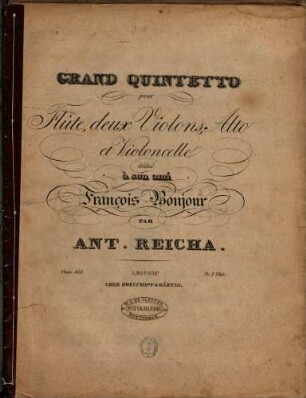 GRAND QUINTETTO
pour
Flûte, deux Violons, Alto
et Violoncelle
dédié
à son ami
François Bonjour
PAR
ANT. REICHA.
LEIPSIC
CHEZ BREITKOPF & HÄRTEL.